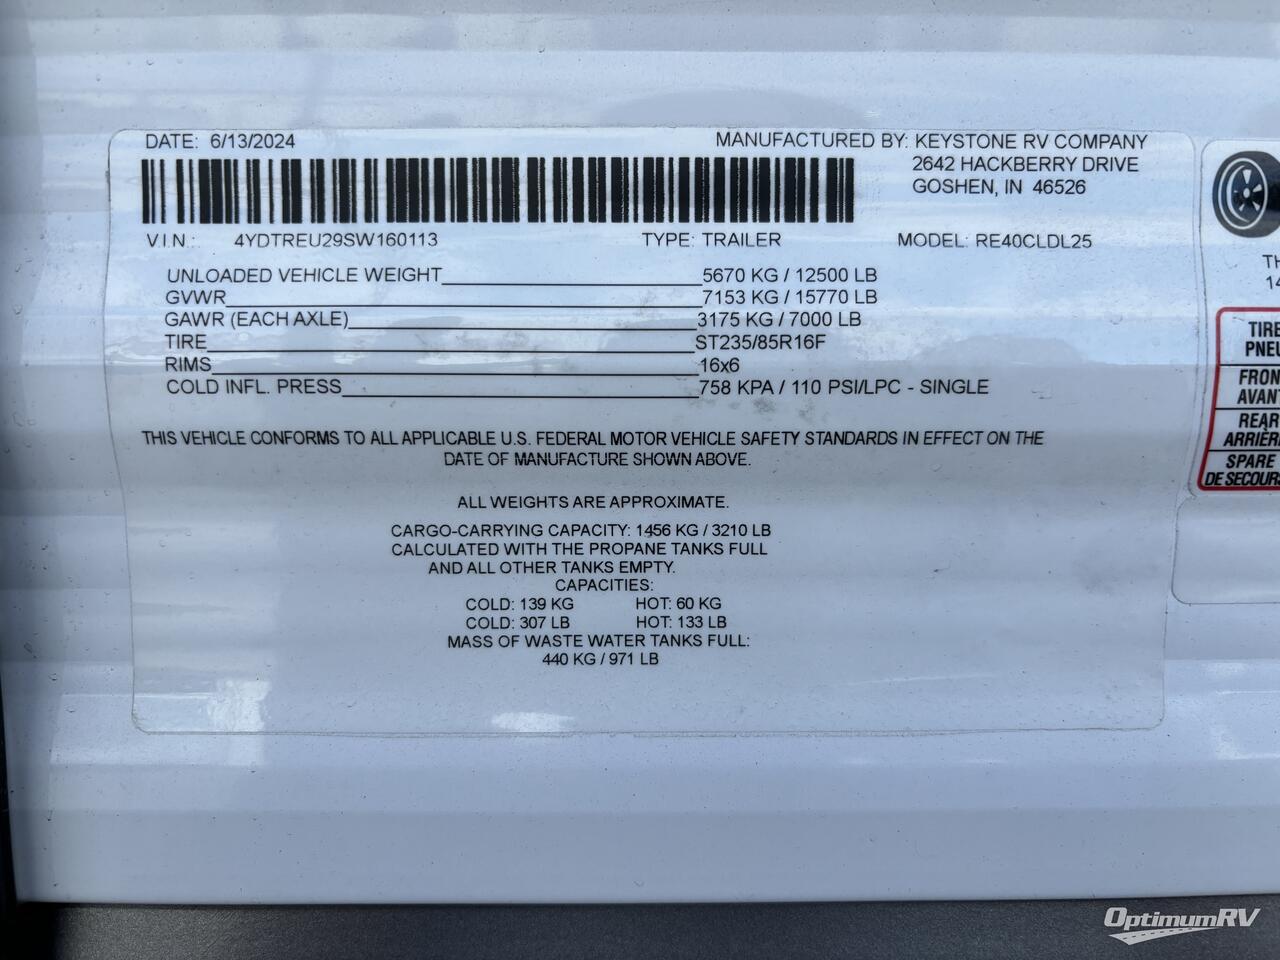 DATE: 6/13/2024
MANUFACTURED BY: KEYSTONE RV COMPANY
2642 HACKBERRY DRIVE
GOSHEN, IN 46526
V.I.N.: 4YDTREU29SW160113 TYPE: TRAILER MODEL: RE40CLDL25
UNLOADED VEHICLE WEIGHT 5670 KG / 12500 LB
GVWR 7153 KG / 15770 LB
GAWR (EACH AXLE) 3175 KG / 7000 LB
TIRE ST235/85R16F
RIMS 16x6
COLD INFL. PRESS 758 KPA / 110 PSI/LPC - SINGLE
THIS VEHICLE CONFORMS TO ALL APPLICABLE U.S. FEDERAL MOTOR VEHICLE SAFETY STANDARDS IN EFFECT ON THE
DATE OF MANUFACTURE SHOWN ABOVE.
ALL WEIGHTS ARE APPROXIMATE.
CARGO-CARRYING CAPACITY: 1456 KG / 3210 LB
CALCULATED WITH THE PROPANE TANKS FULL
AND ALL OTHER TANKS EMPTY.
CAPACITIES:
COLD: 139 KG HOT: 60 KG
COLD: 307 LB HOT: 133 LB
MASS OF WASTE WATER TANKS FULL:
440 KG / 971 LB
TH
14
TIRE
PNEU
FRON
AVANT
REAR
ARRIÈR
SPARE
DE SECOURS
OptimumRV